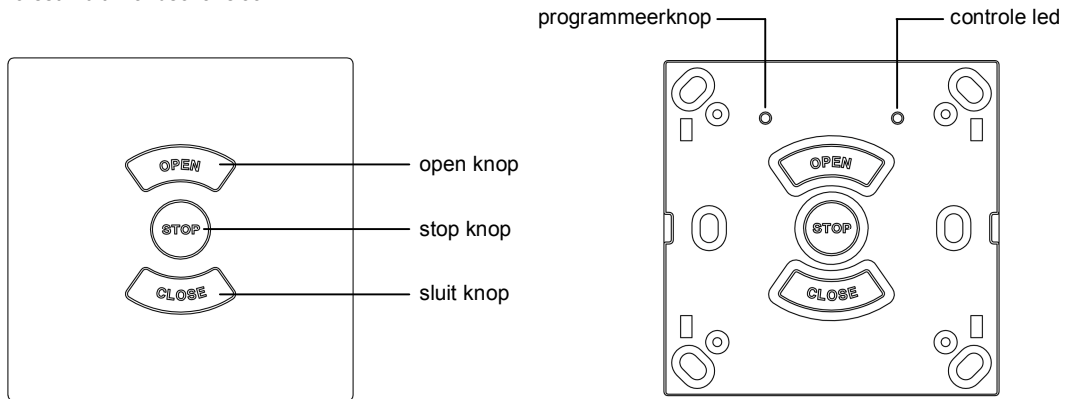 programmeerknop
controle led
OPEN
STOP
CLOSE
open knop
stop knop
sluit knop
OPEN
STOP
CLOSE